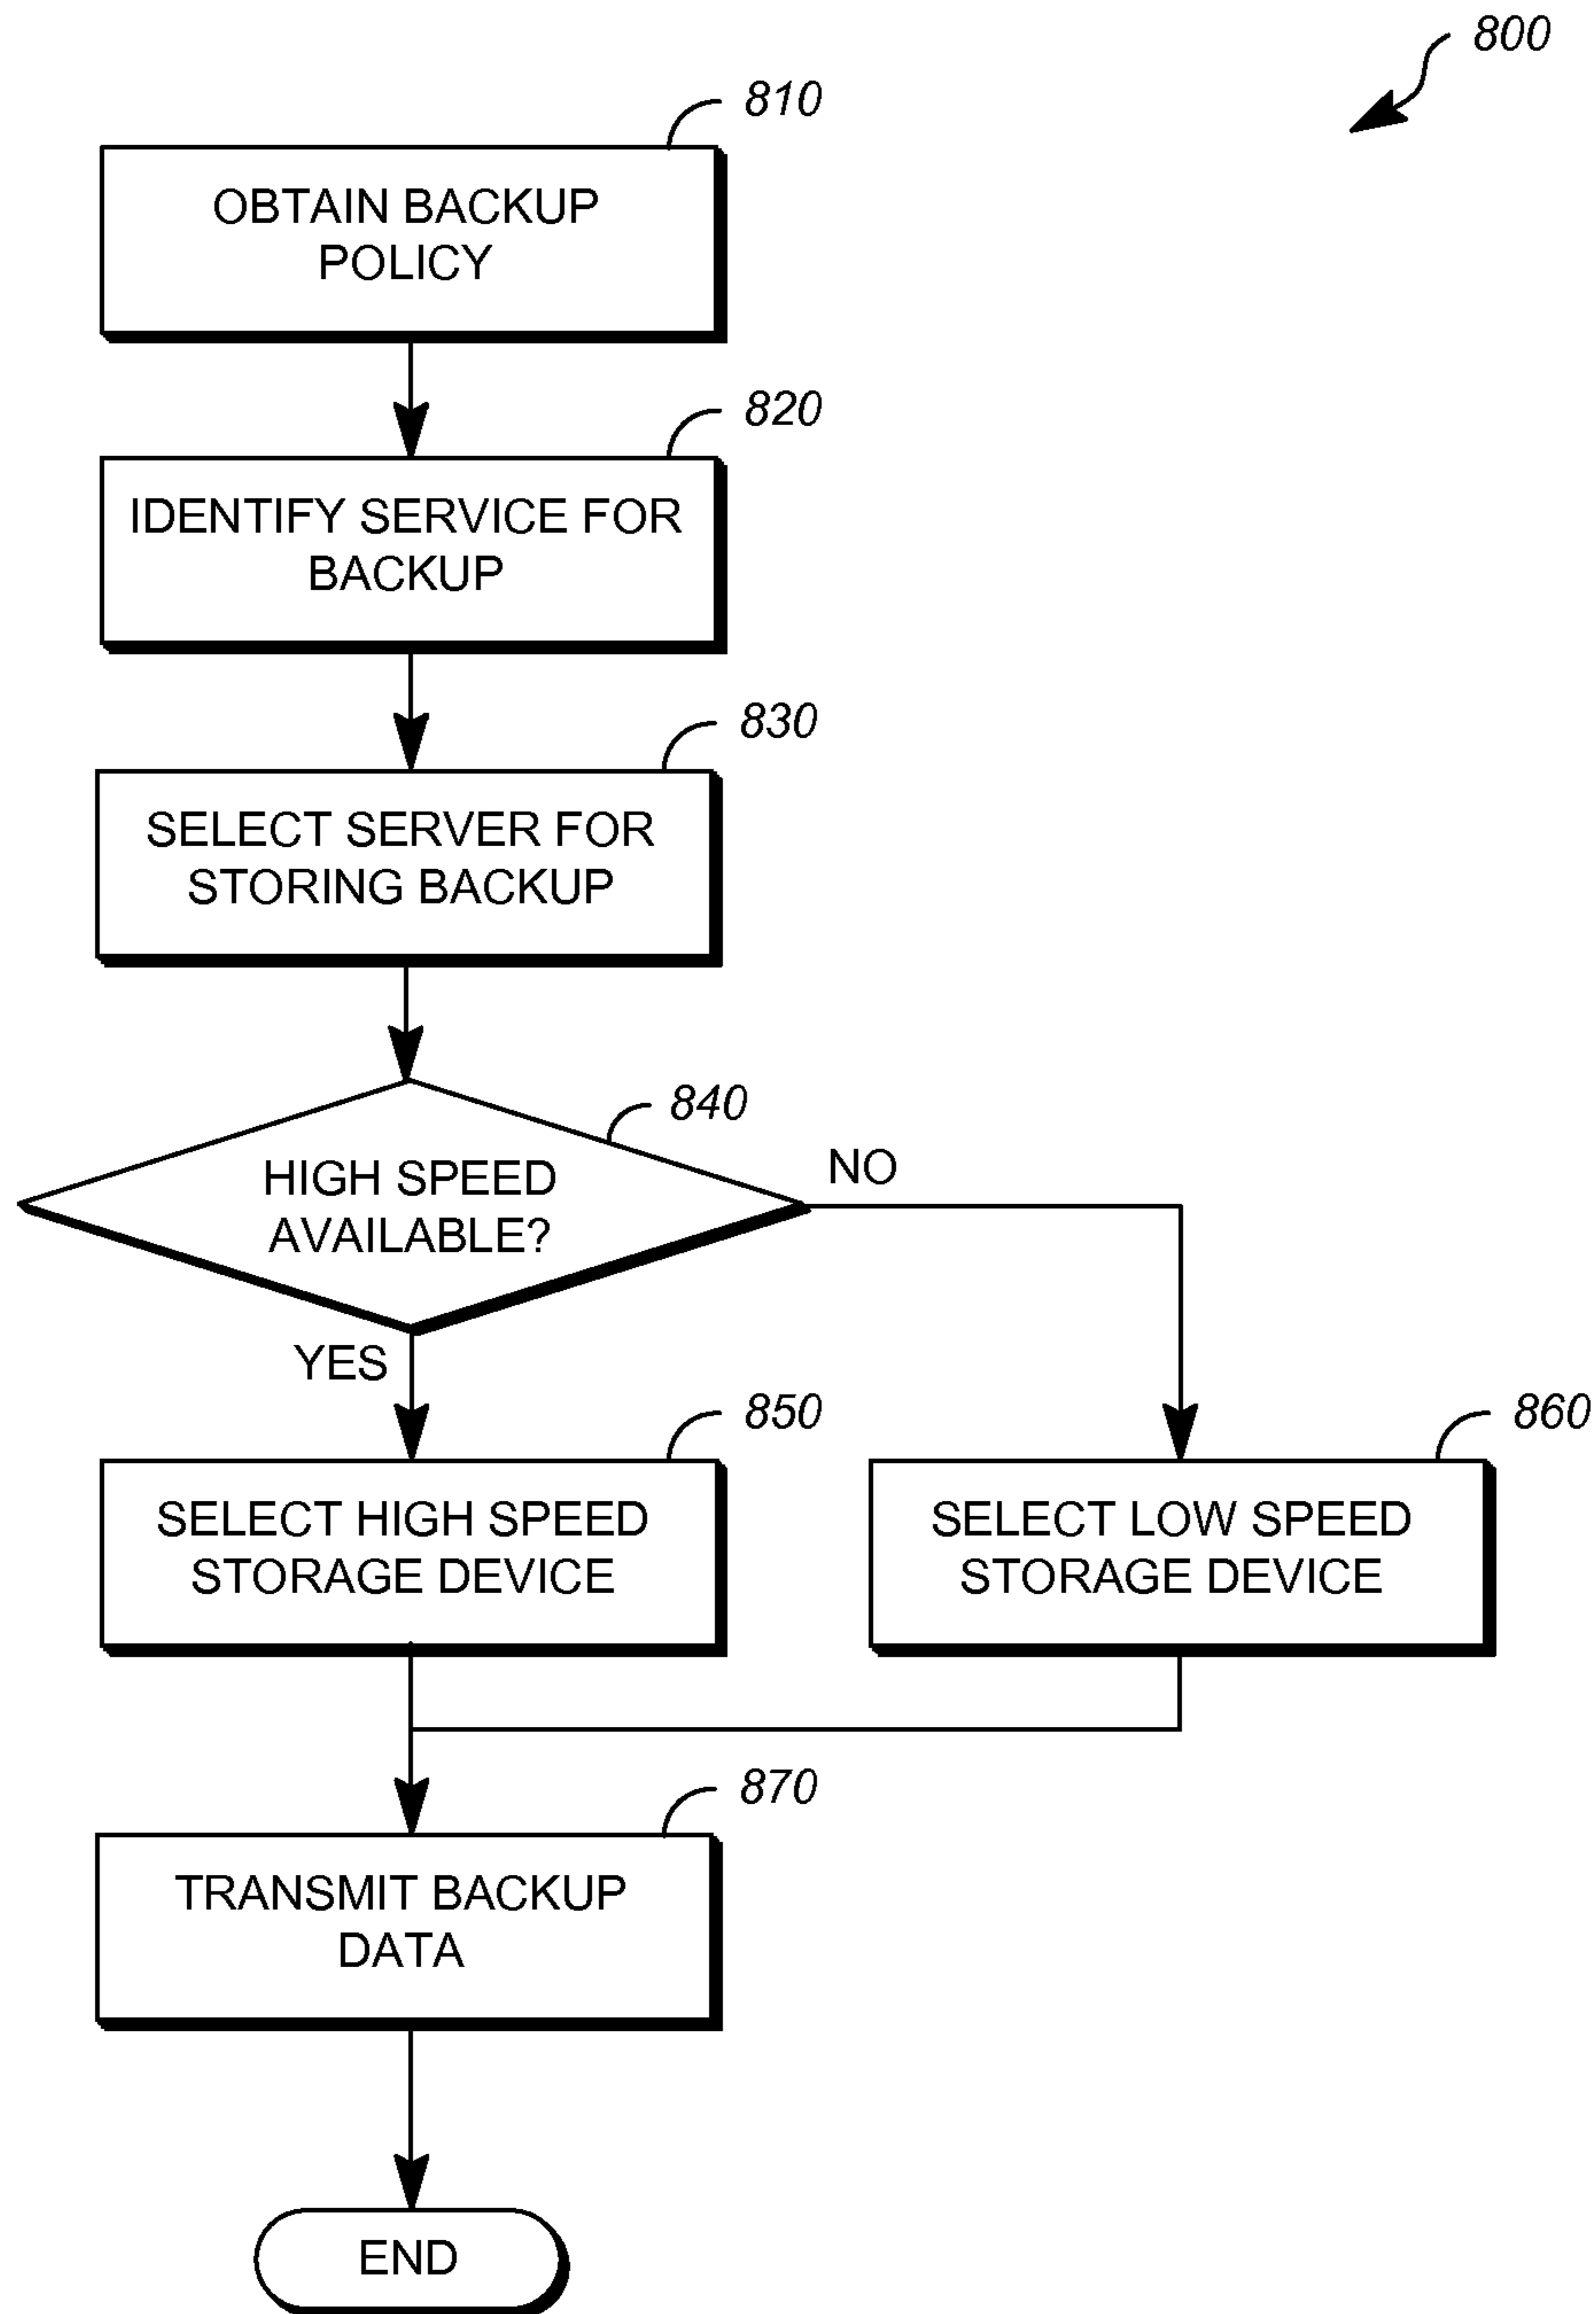 800
810
OBTAIN BACKUP
POLICY
820
IDENTIFY SERVICE FOR
BACKUP
830
SELECT SERVER FOR
STORING BACKUP
840
HIGH SPEED
AVAILABLE?
NO
YES
850
SELECT HIGH SPEED
STORAGE DEVICE
860
SELECT LOW SPEED
STORAGE DEVICE
870
TRANSMIT BACKUP
DATA
END